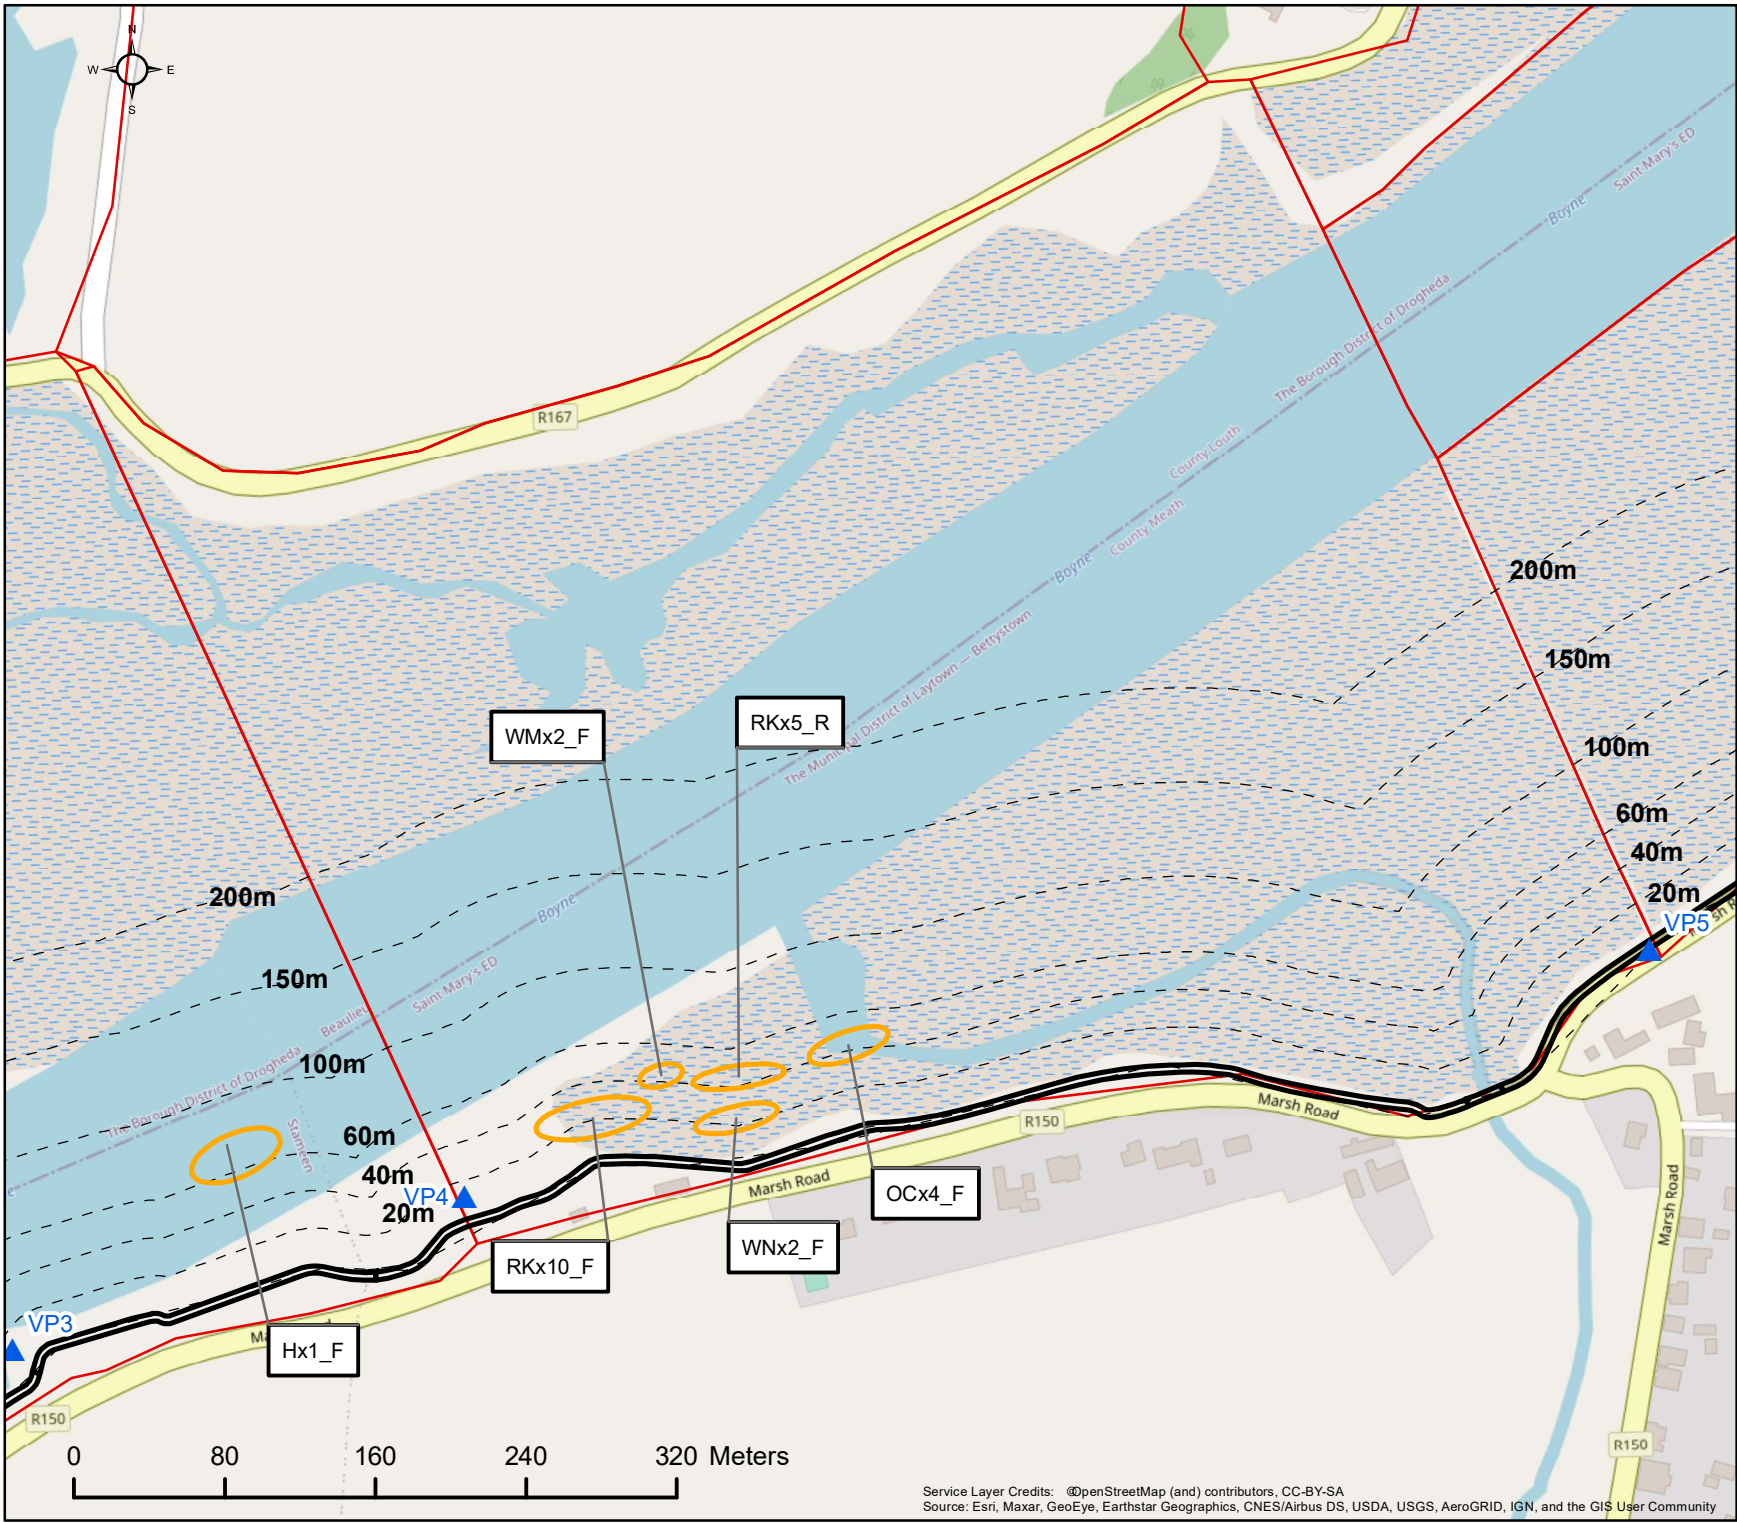 N
W E
S
Saint Mary's ED
Boyne
The Borough District of Drogheda
R167
County Louth
County Meath
Boyne
200m
The Municipal District of Laytown — Bettystown
150m
WMx2_F
RKx5_R
100m
60m
40m
20m
VP5
200m
Boyne
150m
Saint Mary's ED
Beaulieu
100m
The Borough District of Drogheda
60m
Stameen
40m
VP4
20m
Marsh Road
R150
Marsh Road
OCx4_F
Marsh Road
WNx2_F
RKx10_F
VP3
Hx1_F
R150
R150
0 80 160 240 320 Meters
Service Layer Credits: ©OpenStreetMap (and) contributors, CC-BY-SA
Source: Esri, Maxar, GeoEye, Earthstar Geographics, CNES/Airbus DS, USDA, USGS, AeroGRID, IGN, and the GIS User Community